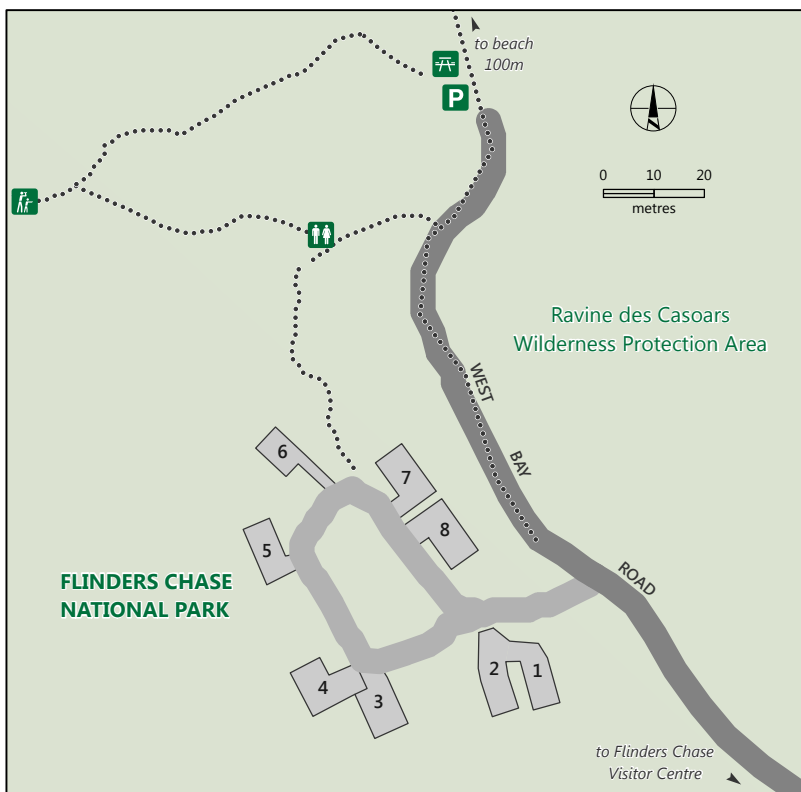 to beach
100m
P
0 10 20
metres
Ravine des Casoars
Wilderness Protection Area
WEST
BAY
ROAD
6
7
8
5
FLINDERS CHASE
NATIONAL PARK
4
3
2
1
to Flinders Chase
Visitor Centre